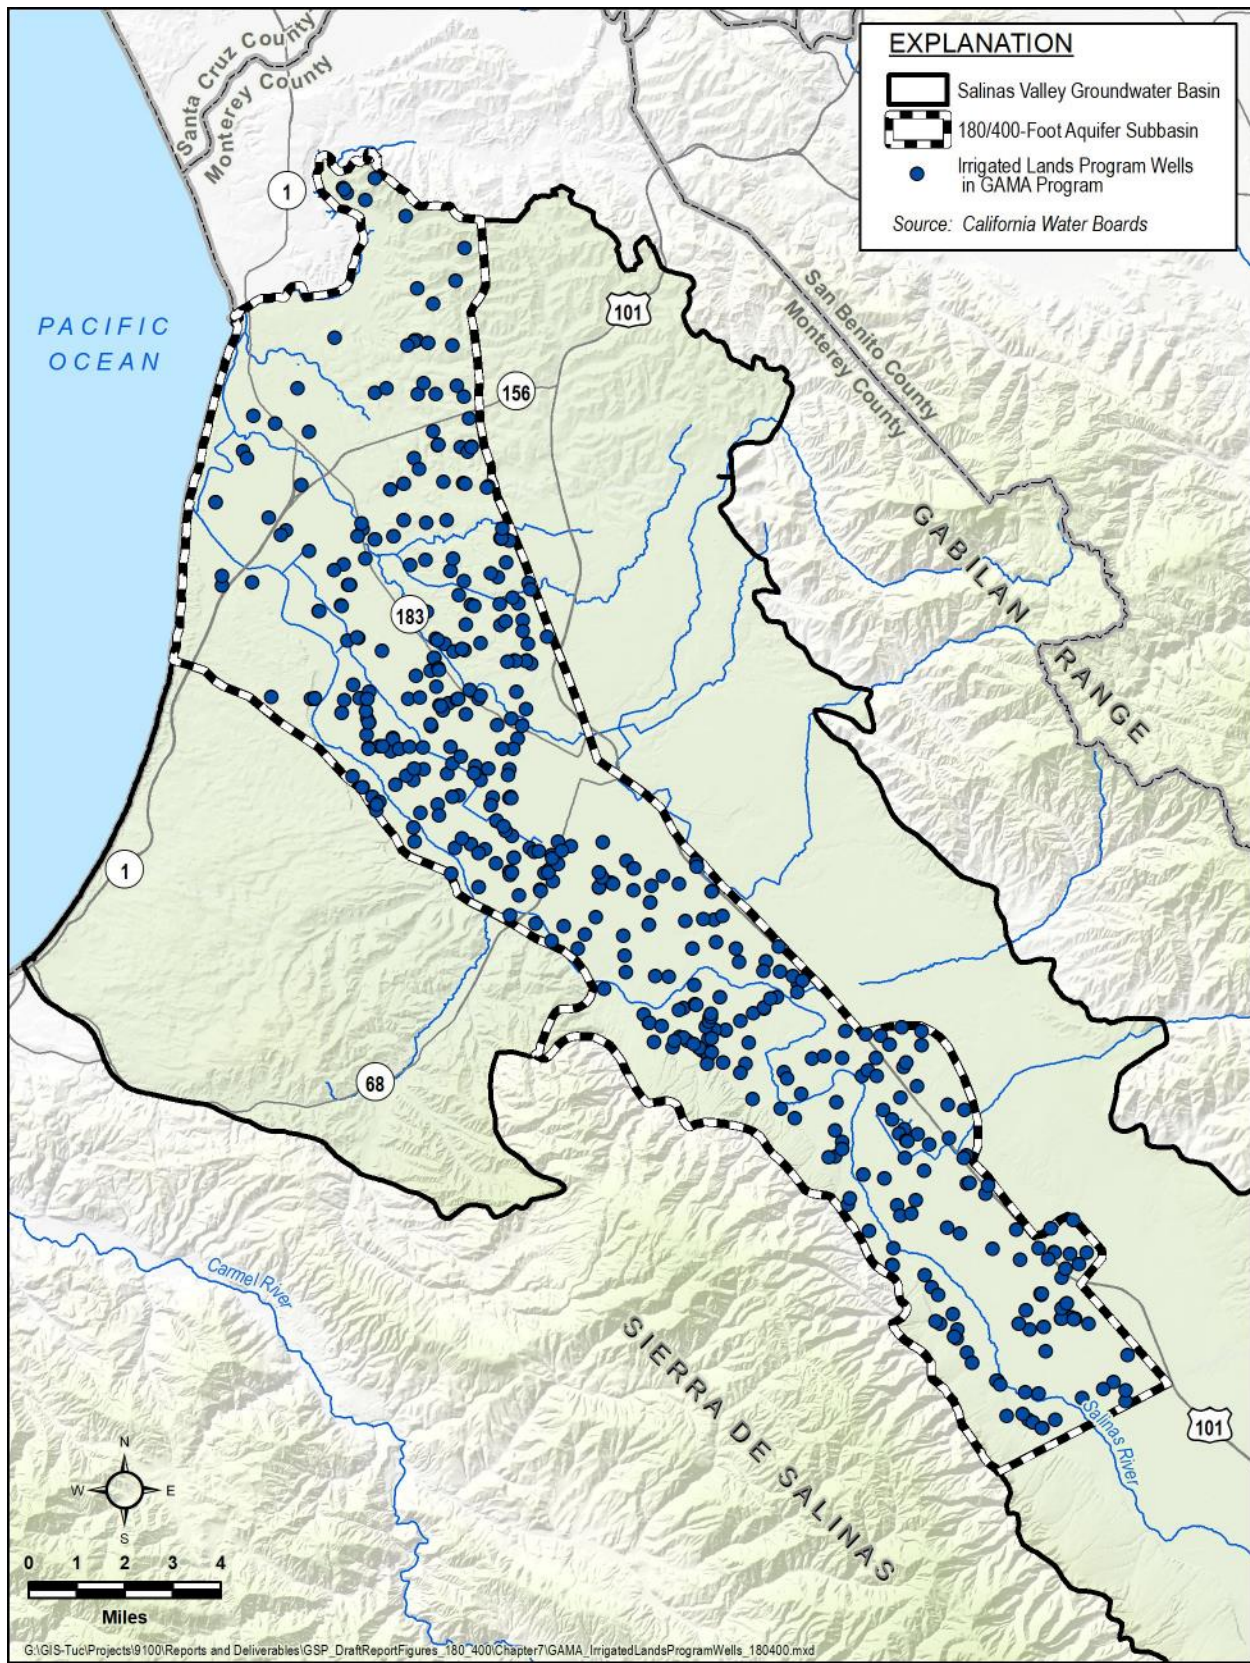 EXPLANATION
Salinas Valley Groundwater Basin
180/400-Foot Aquifer Subbasin
Irrigated Lands Program Wells
in GAMA Program
Source: California Water Boards
Santa Cruz County
Monterey County
1
PACIFIC
OCEAN
101
San Benito County
Monterey County
156
GABILAN
RANGE
183
1
68
Carmel River
SIERRA DE SALINAS
Salinas River
101
N
W
E
S
0 1 2 3 4
Miles
G:\GIS-Tuc\Projects\9100\Reports and Deliverables\GSP_DraftReportFigures_180_400\Chapter7\GAMA_IrrigatedLandsProgramWells_180400.mxd